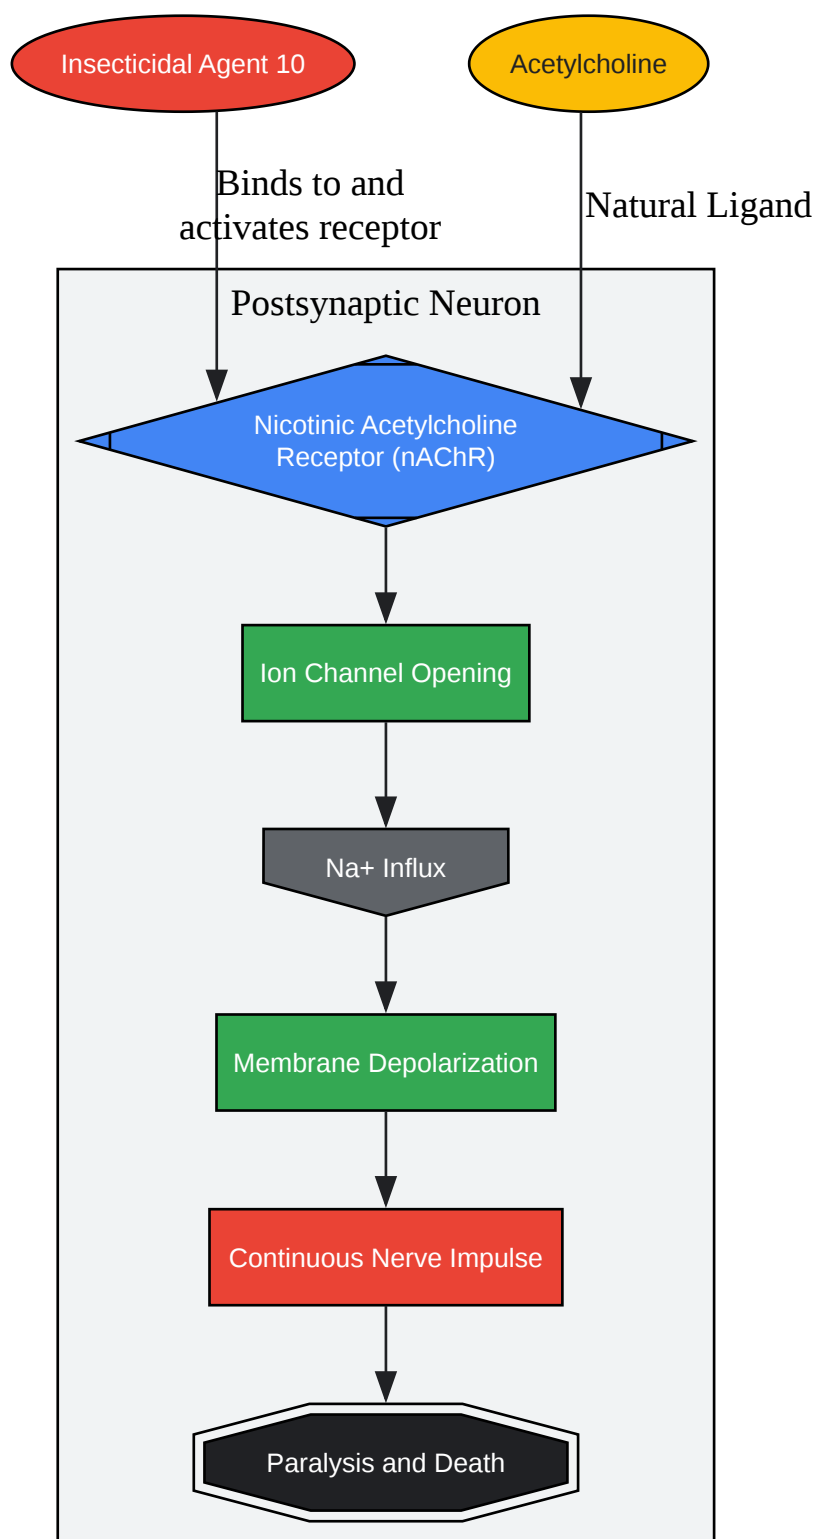 Insecticidal Agent 10
Acetylcholine
Binds to and
activates receptor
Natural Ligand
Postsynaptic Neuron
Nicotinic Acetylcholine
Receptor (nAChR)
Ion Channel Opening
Na+ Influx
Membrane Depolarization
Continuous Nerve Impulse
Paralysis and Death